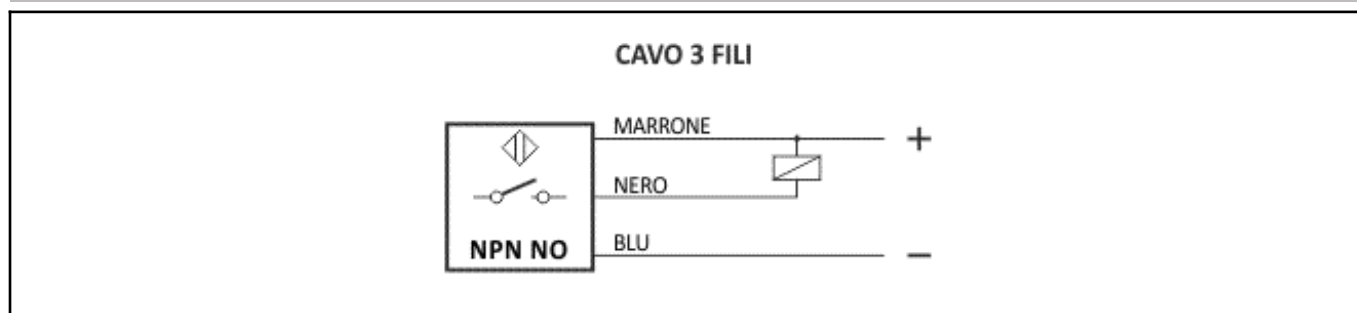 CAVO 3 FILI
MARRONE
+
NERO
NPN NO
BLU
−